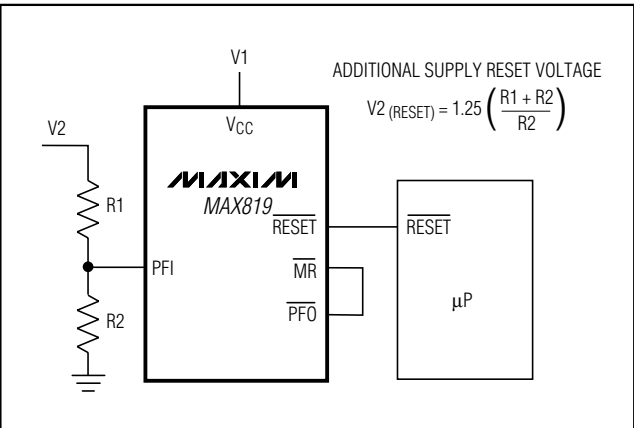 V1
ADDITIONAL SUPPLY RESET VOLTAGE
V2 (RESET) = 1.25 (R1 + R2 / R2)
V2
VCC
MAXIM
MAX819
R1
RESET
RESET
PFI
MR
µP
PFO
R2